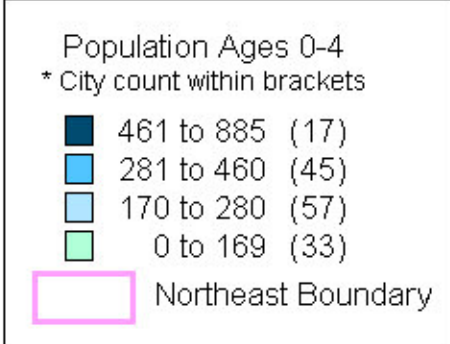 Population Ages 0-4
* City count within brackets
461 to 885 (17)
281 to 460 (45)
170 to 280 (57)
0 to 169 (33)
Northeast Boundary